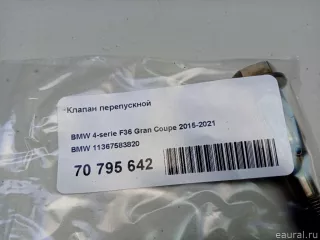 Клапан перепускной
BMW 4-serie F36 Gran Coupe 2015-2021
BMW 11367583820
70 795 642
eaural.ru